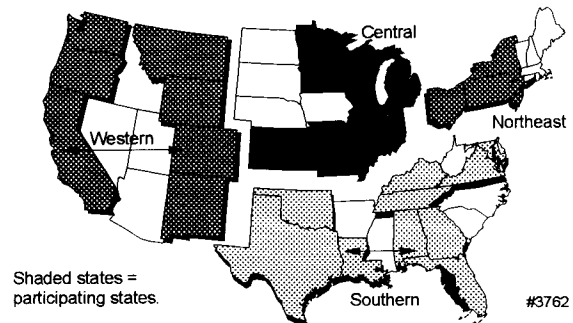 Central
Western
Northeast
Shaded states =
participating states.
Southern
#3762